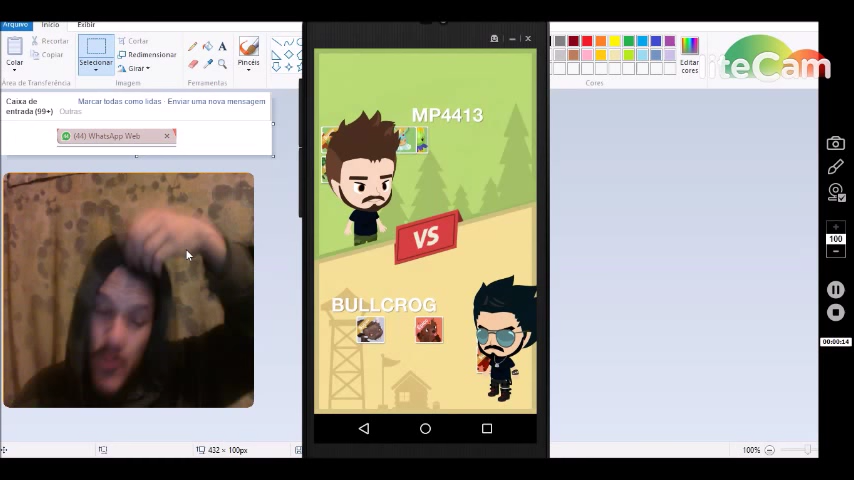 Arquivo Início Exibir
Colar
Recortar
Copiar
Área de Transferência
Selecionar
Cortar
Redimensionar
Girar
Imagem
Ferramentas
Pincéis
Cores
Editar
cores
iteCam
Caixa de
entrada (99+)
Marcar todas como lidas · Enviar uma nova mensagem
Outras
(44) WhatsApp Web
MP4413
VS
BULLCROG
100
00:00:14
432 × 100px
100%